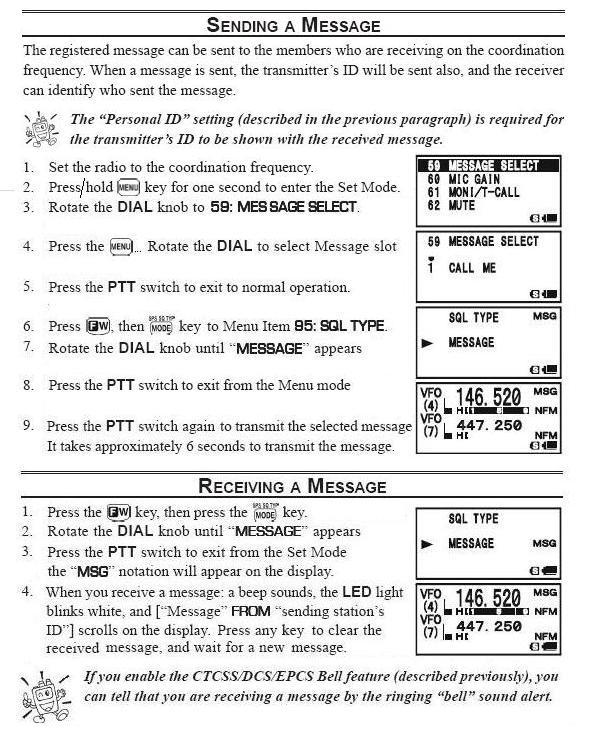 SENDING A MESSAGE
The registered message can be sent to the members who are receiving on the coordination
frequency. When a message is sent, the transmitter's ID will be sent also, and the receiver
can identify who sent the message.
The "Personal ID" setting (described in the previous paragraph) is required for
the transmitter's ID to be shown with the received message.
1. Set the radio to the coordination frequency.
2. Press/hold MENU key for one second to enter the Set Mode.
3. Rotate the DIAL knob to 59: MESSAGE SELECT.
59 MESSAGE SELECT
60 MIC GAIN
61 MONI/T-CALL
62 MUTE
S
4. Press the MENU... Rotate the DIAL to select Message slot
59 MESSAGE SELECT
1 CALL ME
S
5. Press the PTT switch to exit to normal operation.
6. Press FW, then SPS SQ TYP MODE key to Menu Item 95: SQL TYPE.
7. Rotate the DIAL knob until "MESSAGE" appears
SQL TYPE MSG
MESSAGE
S
8. Press the PTT switch to exit from the Menu mode
9. Press the PTT switch again to transmit the selected message
It takes approximately 6 seconds to transmit the message.
VFO (4) 146.520 MSG
HI NFM
VFO (7) 447.250
HI NFM
S
RECEIVING A MESSAGE
1. Press the FW key, then press the SPS SQ TYP MODE key.
2. Rotate the DIAL knob until "MESSAGE" appears
3. Press the PTT switch to exit from the Set Mode
the "MSG" notation will appear on the display.
SQL TYPE
MESSAGE MSG
S
4. When you receive a message: a beep sounds, the LED light
blinks white, and ["Message" FROM "sending station's
ID"] scrolls on the display. Press any key to clear the
received message, and wait for a new message.
VFO (4) 146.520 MSG
HI NFM
VFO (7) 447.250
HI NFM
S
If you enable the CTCSS/DCS/EPCS Bell feature (described previously), you
can tell that you are receiving a message by the ringing "bell" sound alert.